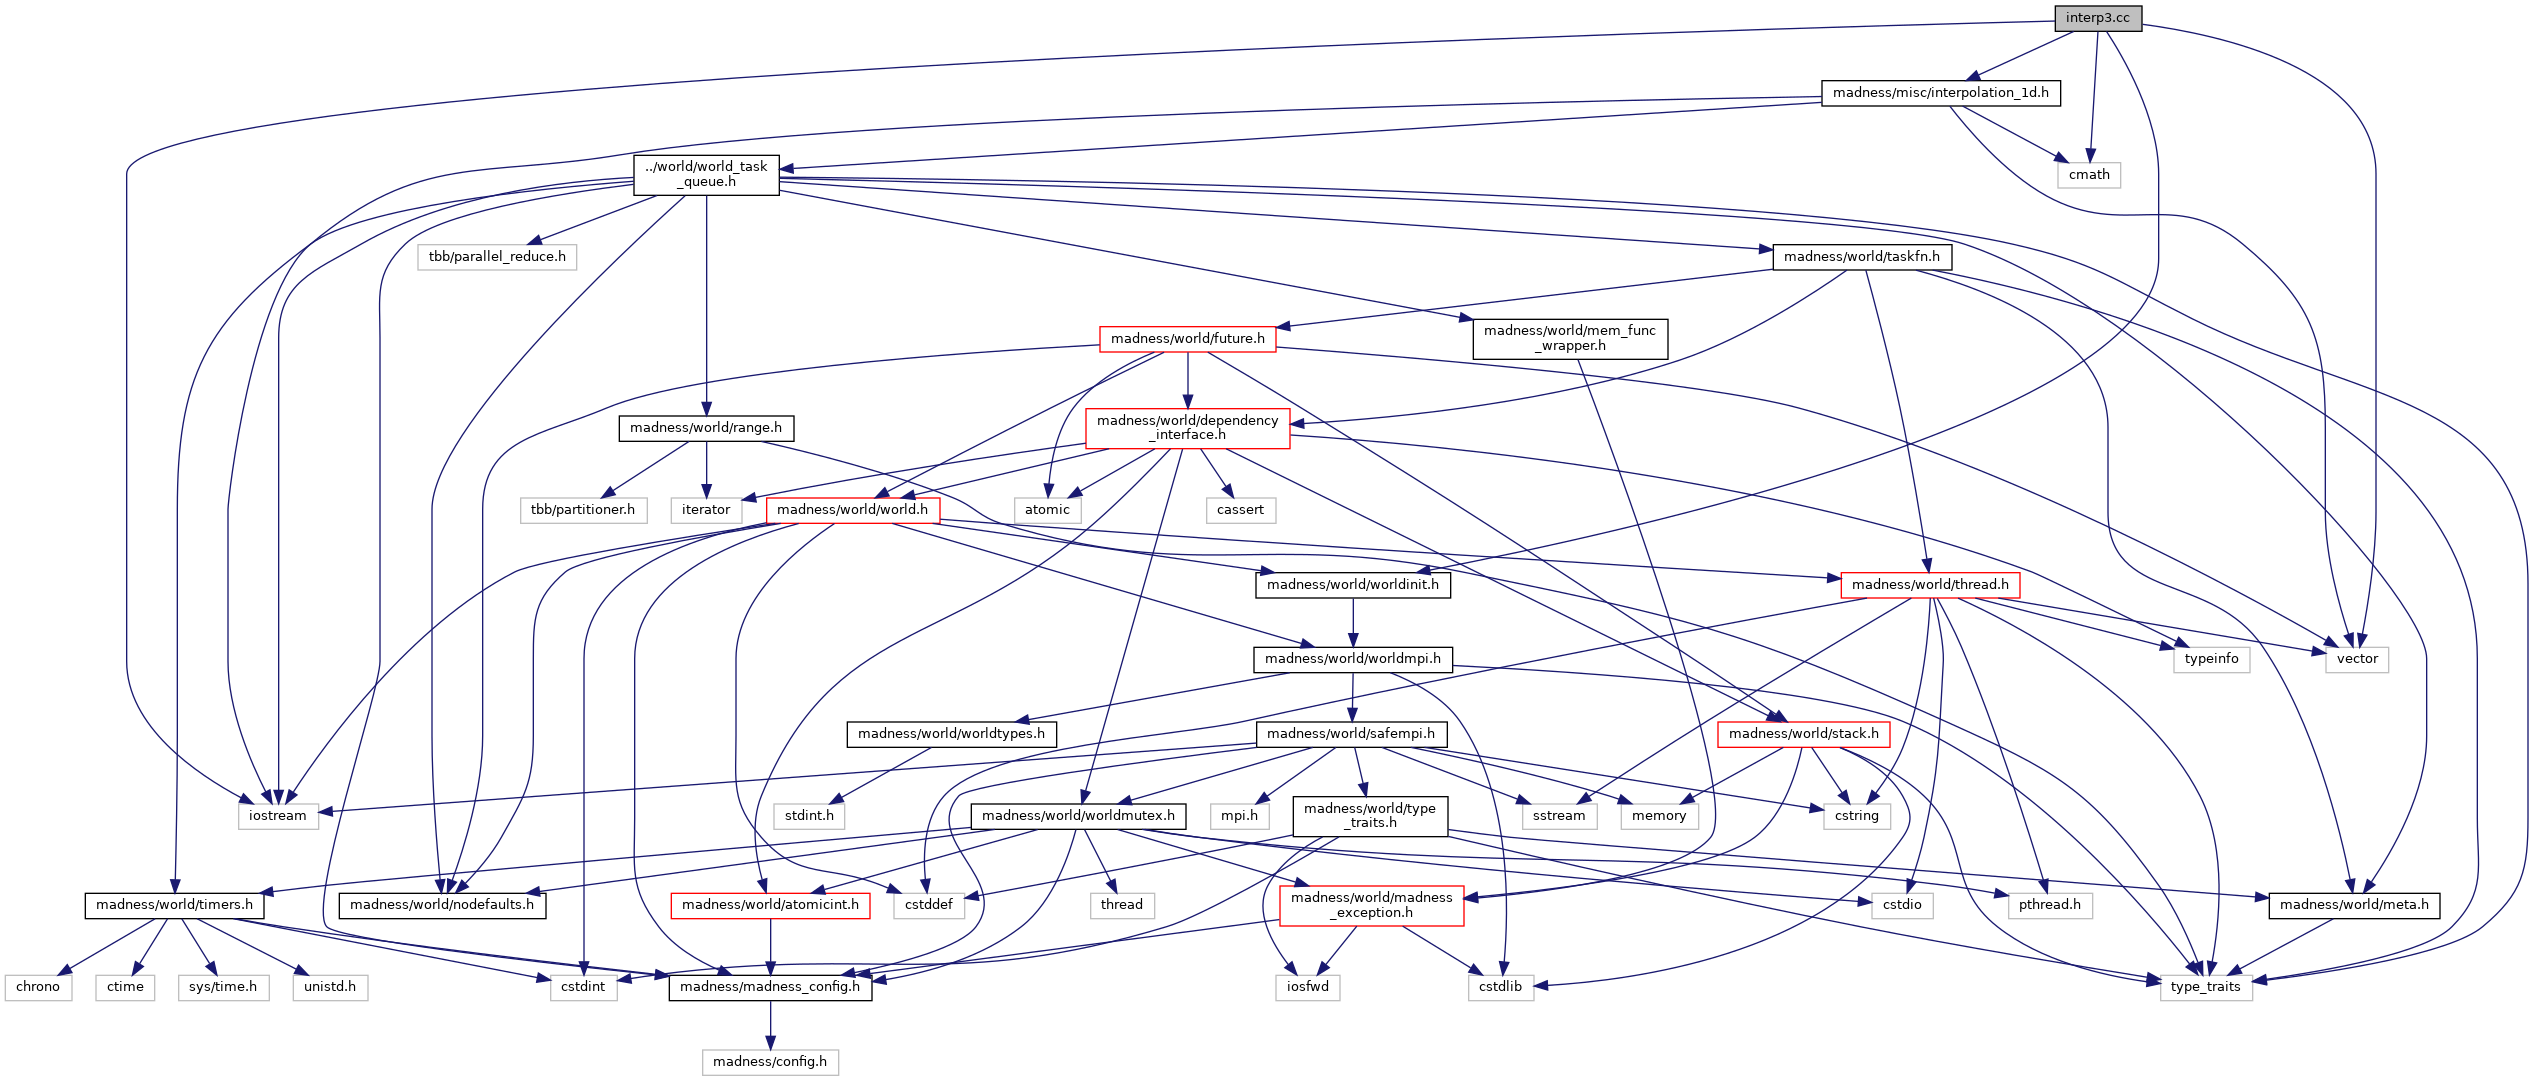 interp3.cc
madness/misc/interpolation_1d.h
../world/world_task
_queue.h
cmath
tbb/parallel_reduce.h
madness/world/taskfn.h
madness/world/future.h
madness/world/mem_func
_wrapper.h
madness/world/range.h
madness/world/dependency
_interface.h
tbb/partitioner.h
iterator
madness/world/world.h
atomic
cassert
madness/world/worldinit.h
madness/world/thread.h
madness/world/worldmpi.h
typeinfo
vector
madness/world/worldtypes.h
madness/world/safempi.h
madness/world/stack.h
iostream
stdint.h
madness/world/worldmutex.h
mpi.h
madness/world/type
_traits.h
sstream
memory
cstring
madness/world/timers.h
madness/world/nodefaults.h
madness/world/atomicint.h
cstddef
thread
madness/world/madness
_exception.h
cstdio
pthread.h
madness/world/meta.h
chrono
ctime
sys/time.h
unistd.h
cstdint
madness/madness_config.h
iosfwd
cstdlib
type_traits
madness/config.h